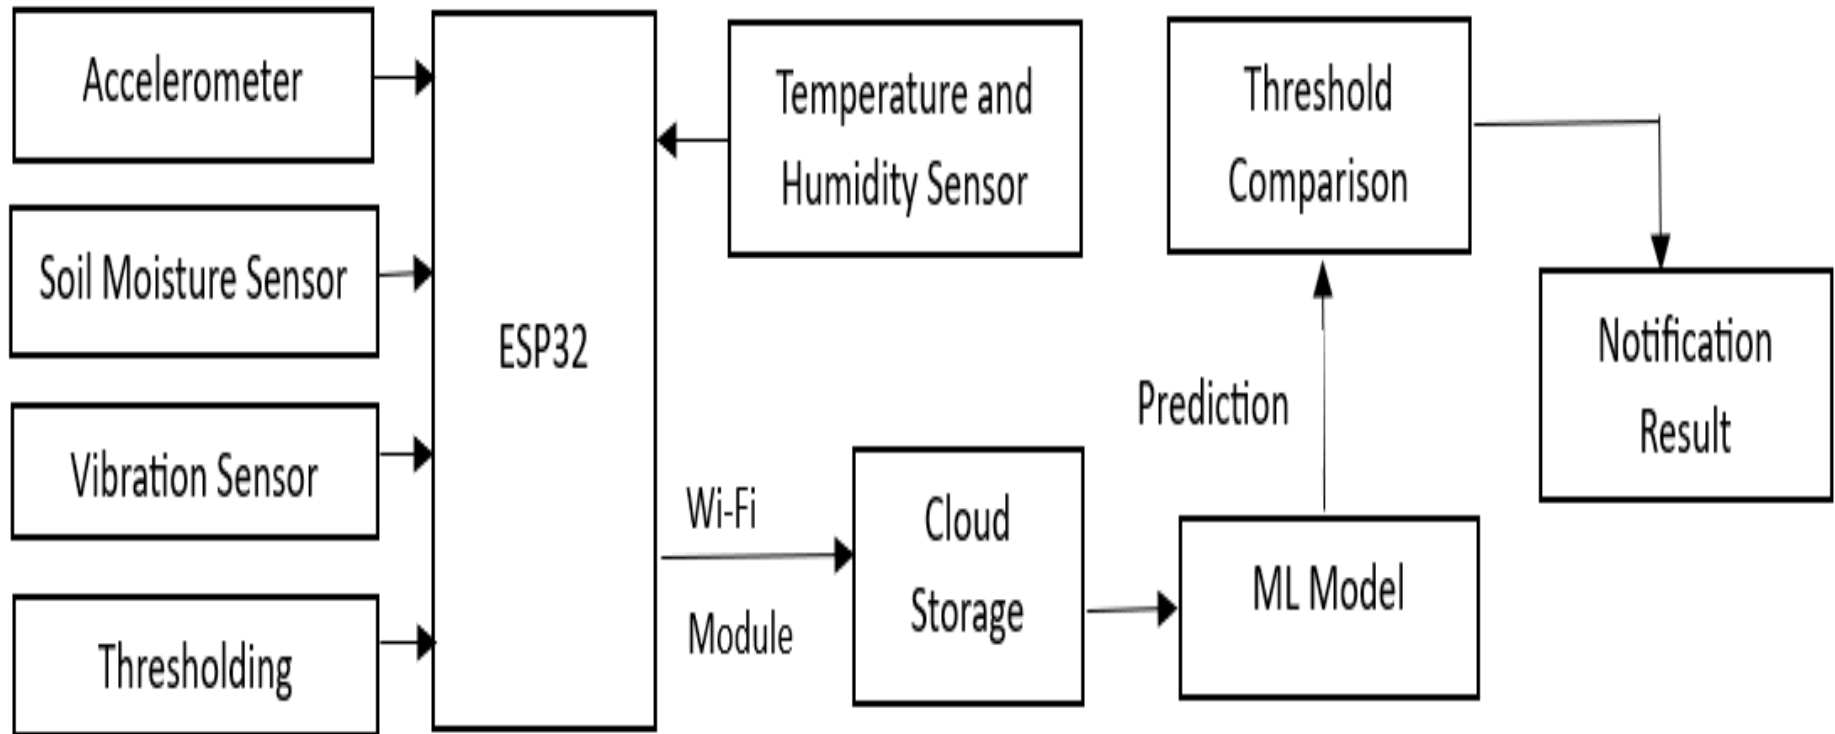 Accelerometer
Soil Moisture Sensor
Vibration Sensor
Thresholding
ESP32
Temperature and
Humidity Sensor
Wi-Fi
Module
Cloud
Storage
ML Model
Prediction
Threshold
Comparison
Notification
Result